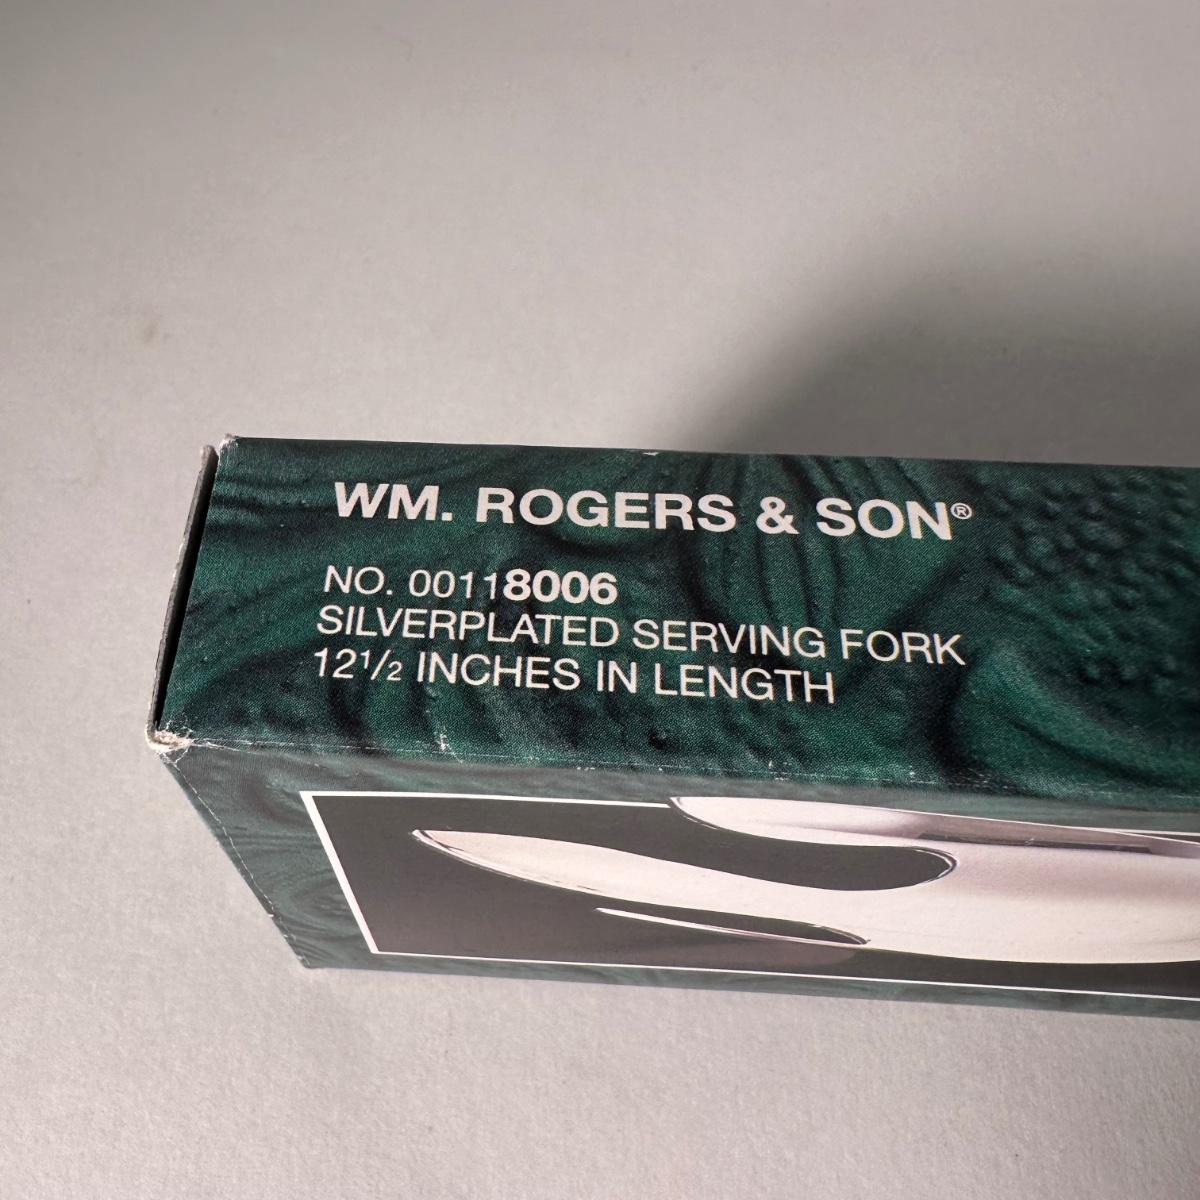 WM. ROGERS & SON®
NO. 00118006
SILVERPLATED SERVING FORK
12½ INCHES IN LENGTH